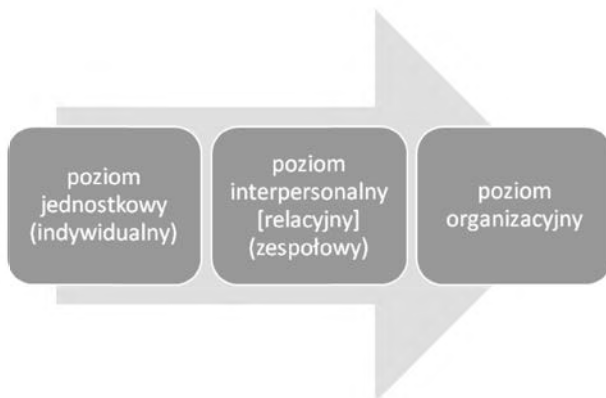 poziom
jednostkowy
(indywidualny)
poziom
interpersonalny
[relacyjny]
(zespołowy)
poziom
organizacyjny